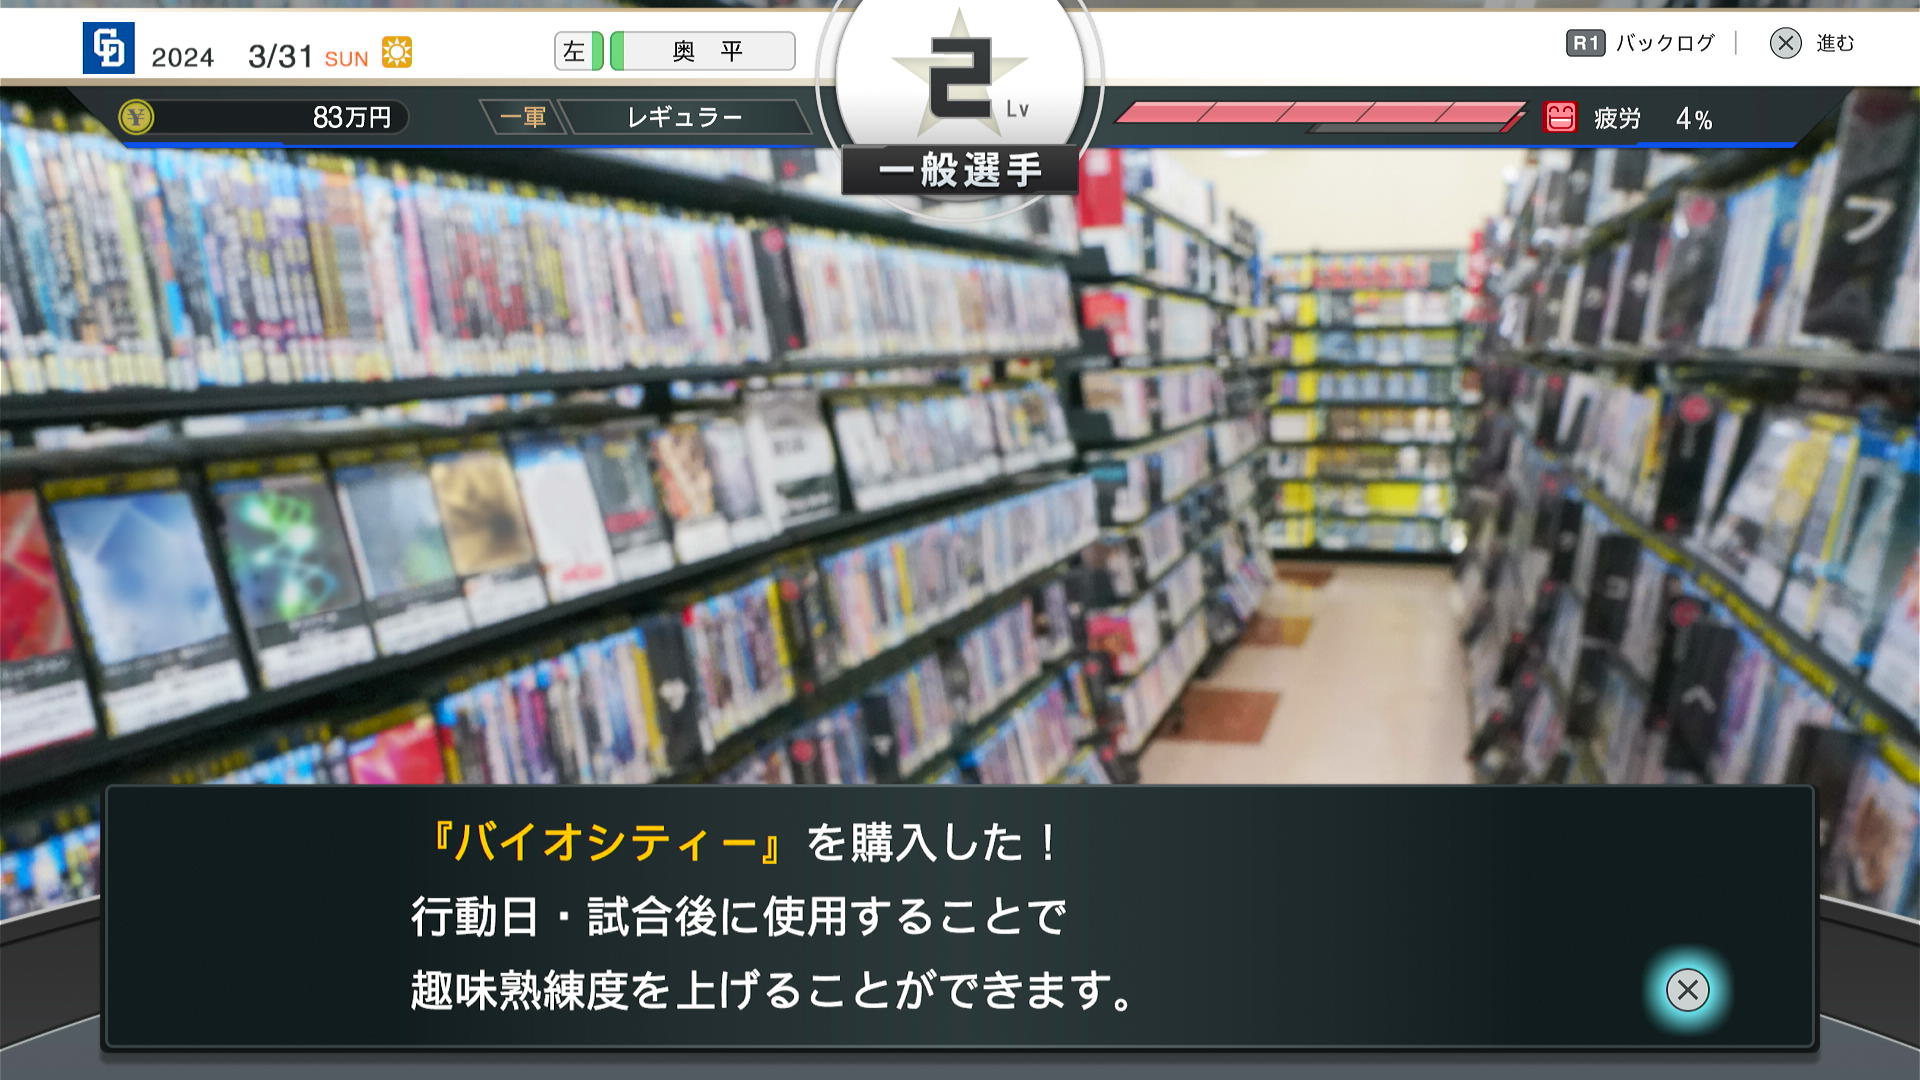 2024 3/31 SUN
左 奥 平
2 Lv
R1 バックログ
進む
83万円
一軍 レギュラー
疲労 4%
一般選手
フ
『バイオシティー』を購入した！
行動日・試合後に使用することで
趣味熟練度を上げることができます。